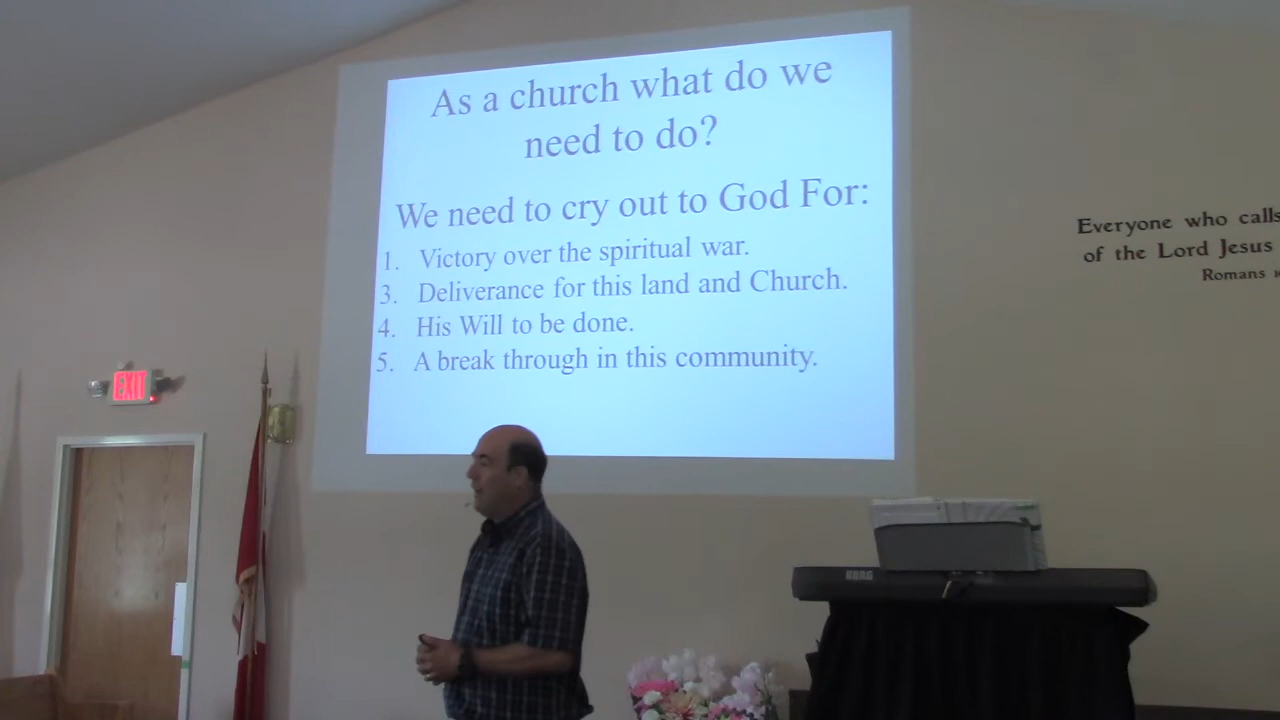 As a church what do we
need to do?
We need to cry out to God For:
1. Victory over the spiritual war.
3. Deliverance for this land and Church.
4. His Will to be done.
5. A break through in this community.
Everyone who calls
of the Lord Jesus
Romans
EXIT
KORG